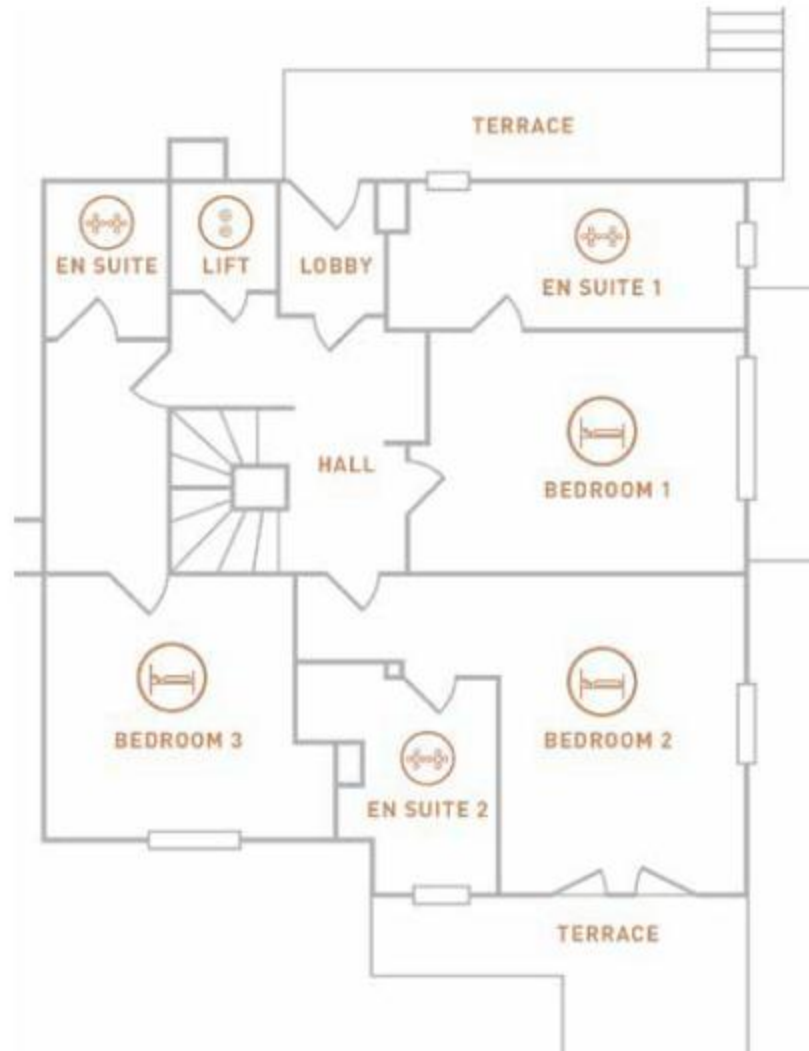 TERRACE
EN SUITE
LIFT
LOBBY
EN SUITE 1
HALL
BEDROOM 1
BEDROOM 3
BEDROOM 2
EN SUITE 2
TERRACE